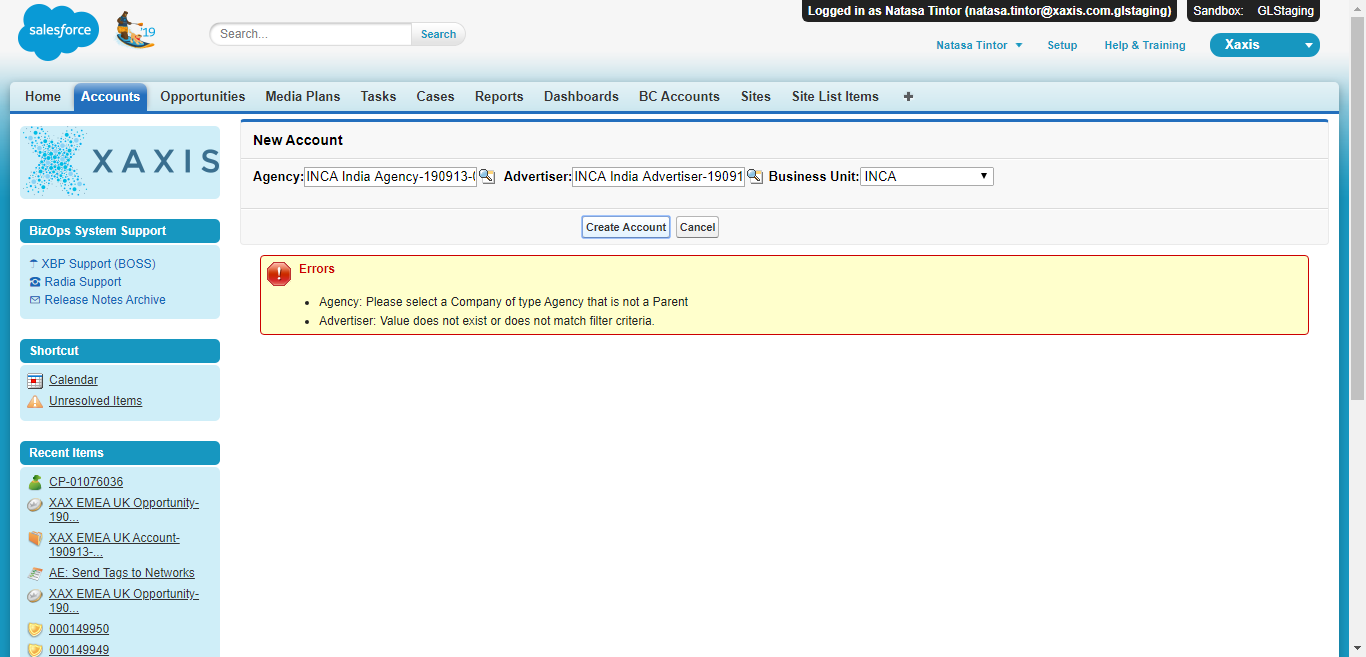 Logged in as Natasa Tintor (natasa.tintor@xaxis.com.glstaging)
Sandbox: GLStaging
salesforce
'19
Search...
Search
Natasa Tintor
Setup
Help & Training
Xaxis
Home Accounts Opportunities Media Plans Tasks Cases Reports Dashboards BC Accounts Sites Site List Items +
XAXIS
BizOps System Support
XBP Support (BOSS)
Radia Support
Release Notes Archive
Shortcut
Calendar
Unresolved Items
Recent Items
CP-01076036
XAX EMEA UK Opportunity-
190...
XAX EMEA UK Account-
190913-...
AE: Send Tags to Networks
XAX EMEA UK Opportunity-
190...
000149950
000149949
New Account
Agency: INCA India Agency-190913-( Advertiser: INCA India Advertiser-19091 Business Unit: INCA
Create Account Cancel
Errors
Agency: Please select a Company of type Agency that is not a Parent
Advertiser: Value does not exist or does not match filter criteria.